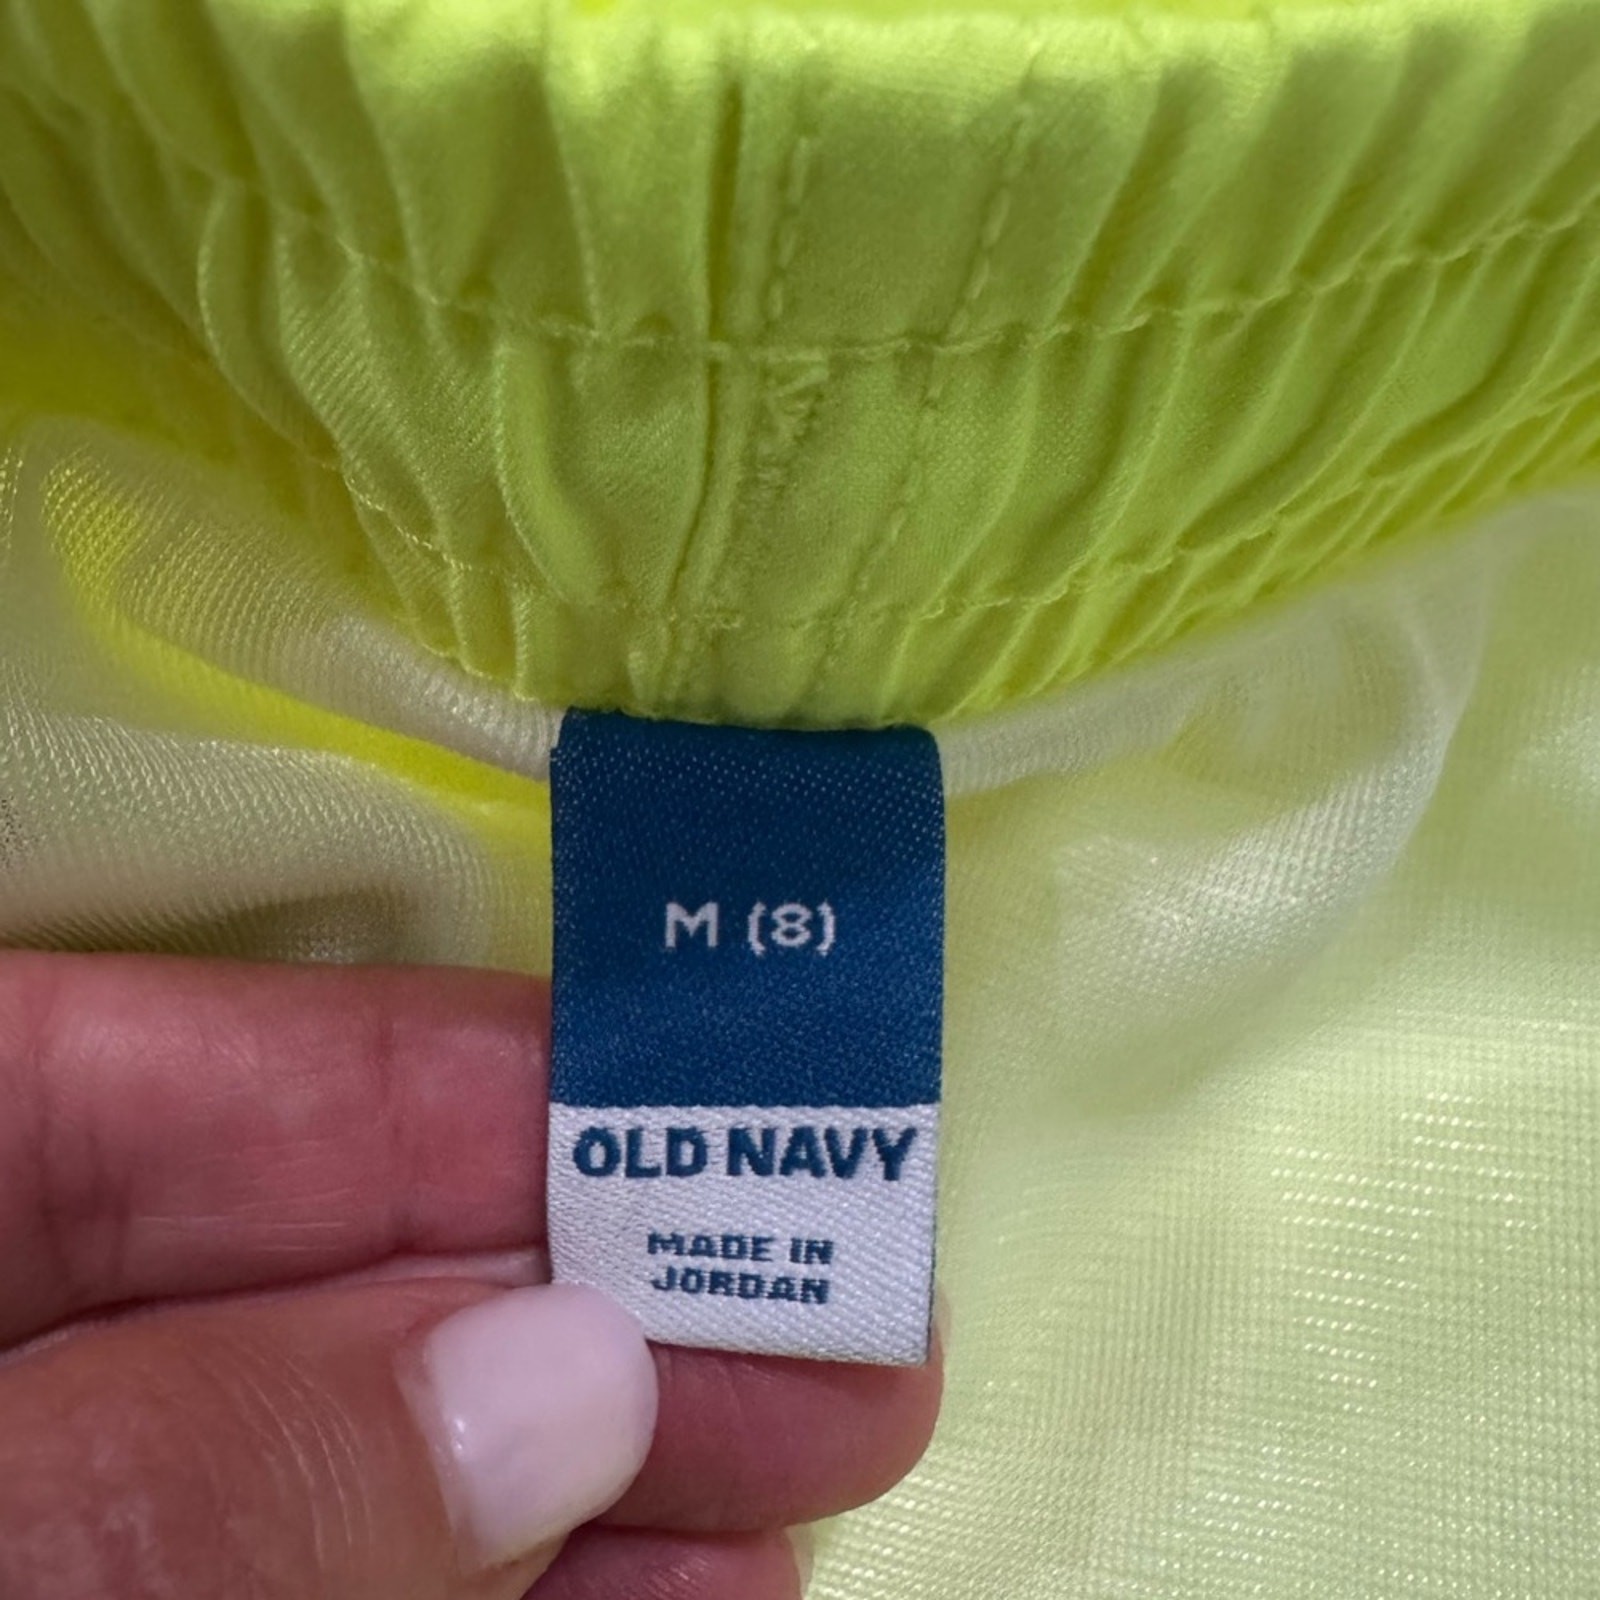 M (8)
OLD NAVY
MADE IN
JORDAN